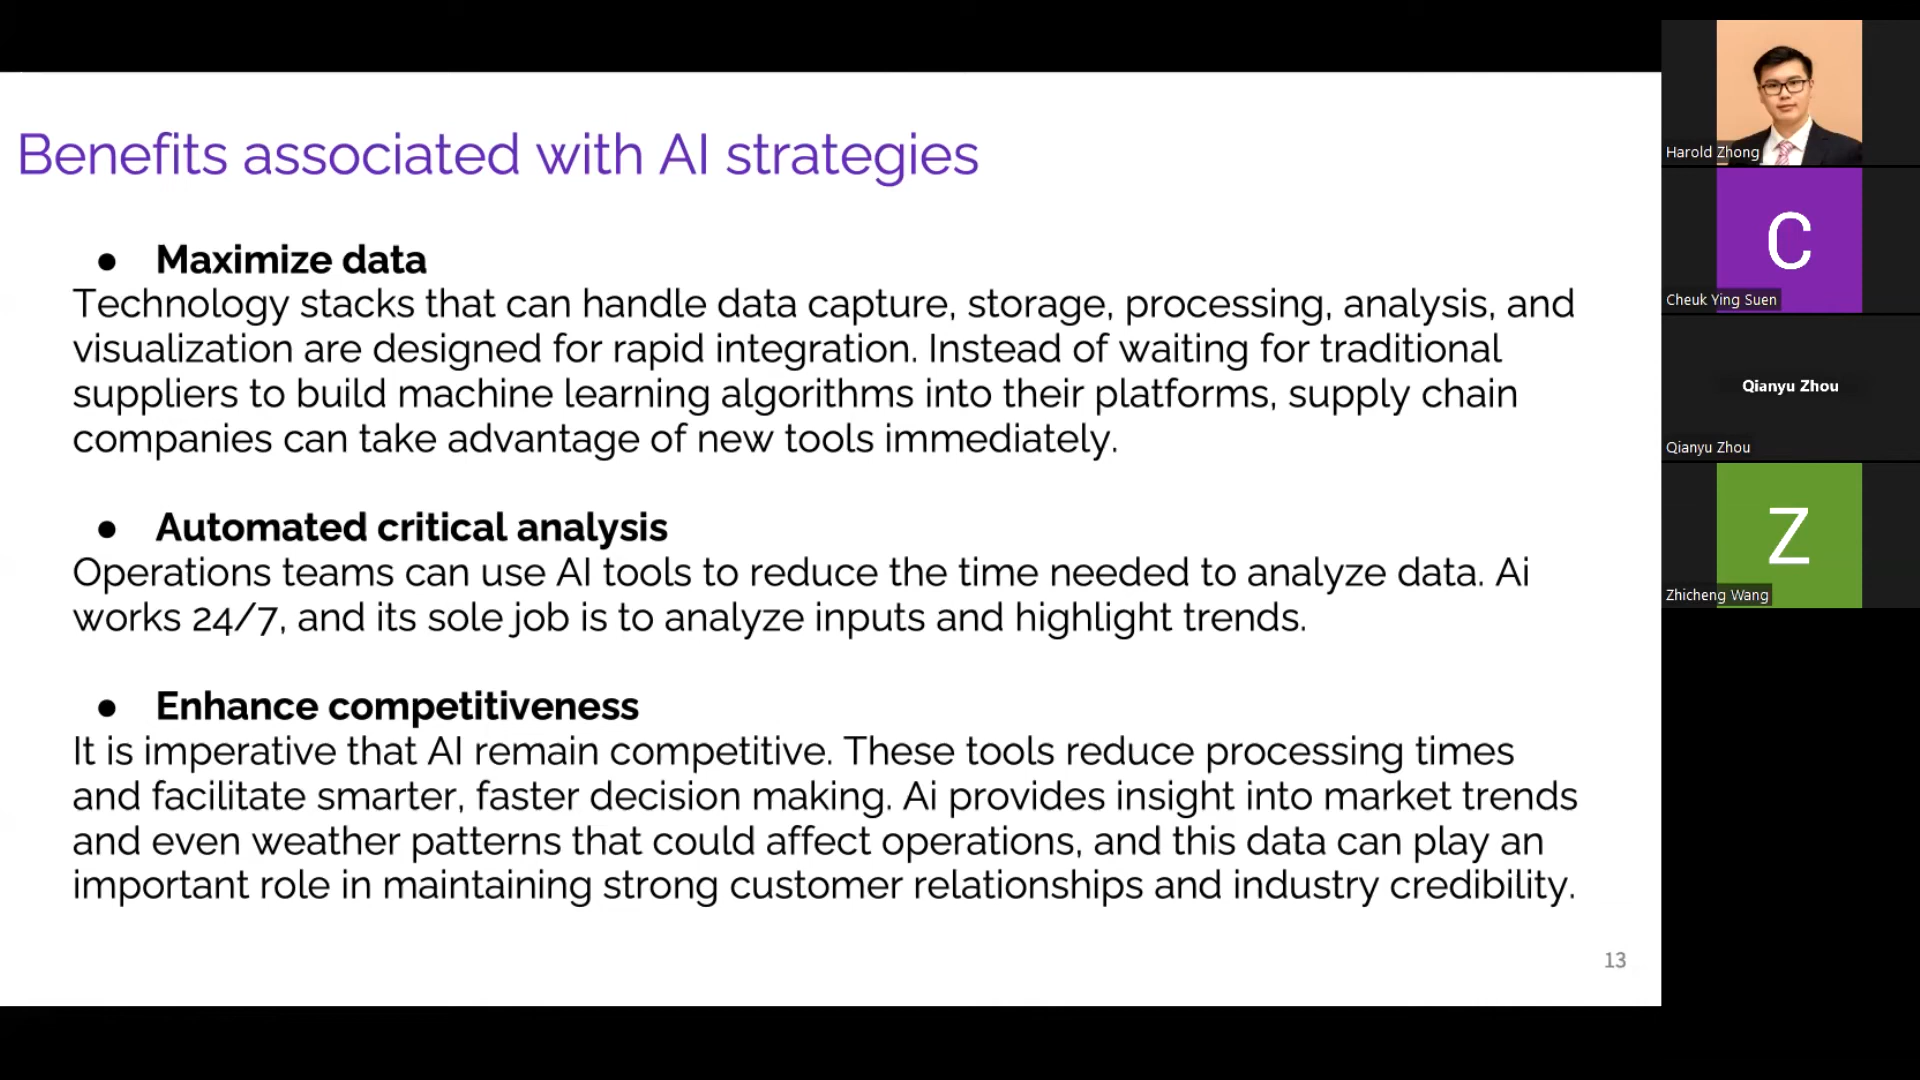 Benefits associated with AI strategies
● Maximize data
Technology stacks that can handle data capture, storage, processing, analysis, and
visualization are designed for rapid integration. Instead of waiting for traditional
suppliers to build machine learning algorithms into their platforms, supply chain
companies can take advantage of new tools immediately.
● Automated critical analysis
Operations teams can use AI tools to reduce the time needed to analyze data. Ai
works 24/7, and its sole job is to analyze inputs and highlight trends.
● Enhance competitiveness
It is imperative that AI remain competitive. These tools reduce processing times
and facilitate smarter, faster decision making. Ai provides insight into market trends
and even weather patterns that could affect operations, and this data can play an
important role in maintaining strong customer relationships and industry credibility.
13
Harold Zhong
C
Cheuk Ying Suen
Qianyu Zhou
Qianyu Zhou
Z
Zhicheng Wang